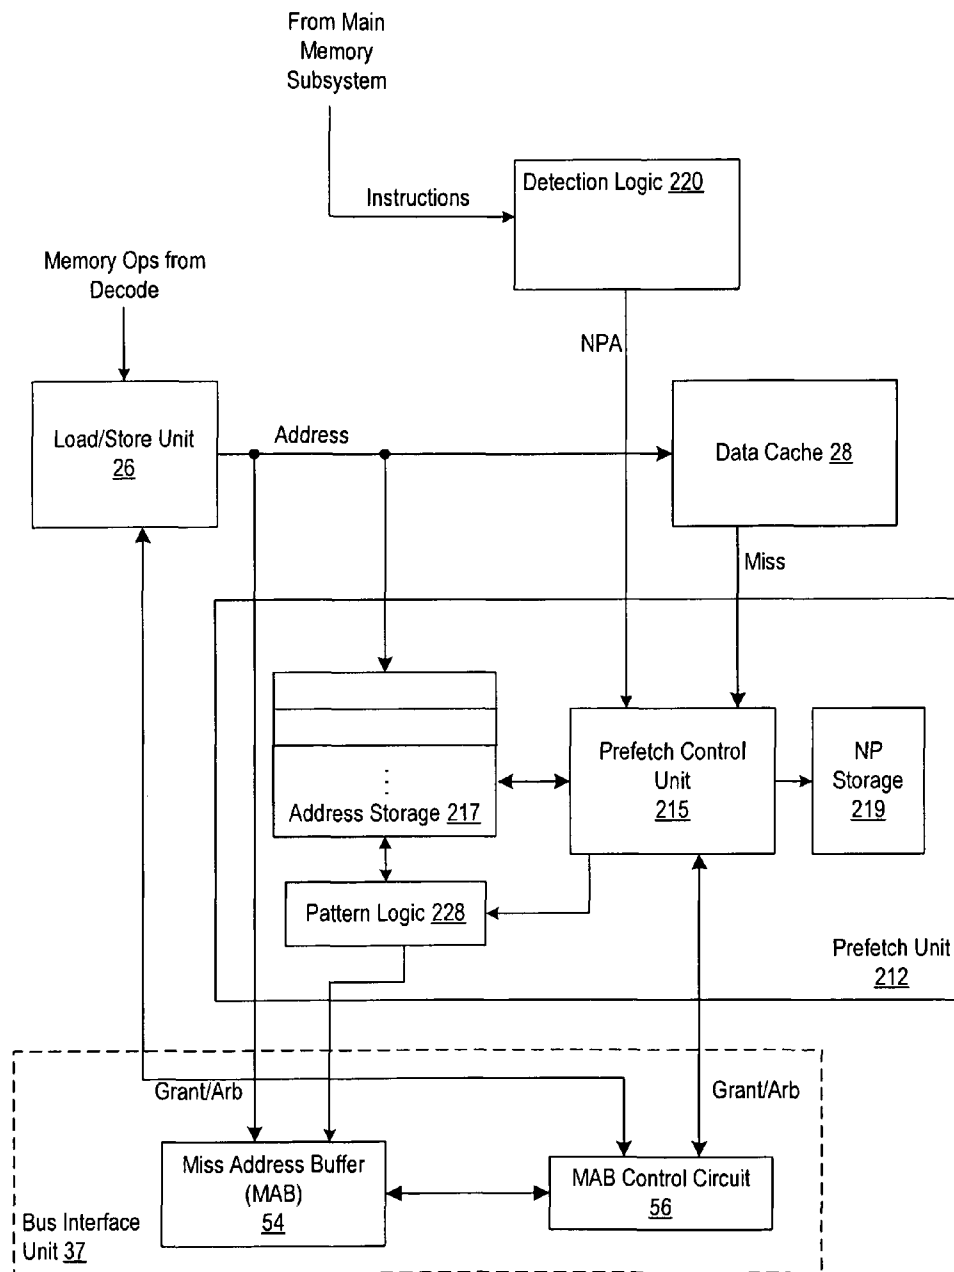 From Main
Memory
Subsystem
Detection Logic 220
Instructions
Memory Ops from
Decode
NPA
Load/Store Unit
26
Address
Data Cache 28
Miss
Prefetch Control
Unit
215
NP
Storage
219
Address Storage 217
Pattern Logic 228
Prefetch Unit
212
Grant/Arb
Grant/Arb
Miss Address Buffer
(MAB)
54
MAB Control Circuit
56
Bus Interface
Unit 37